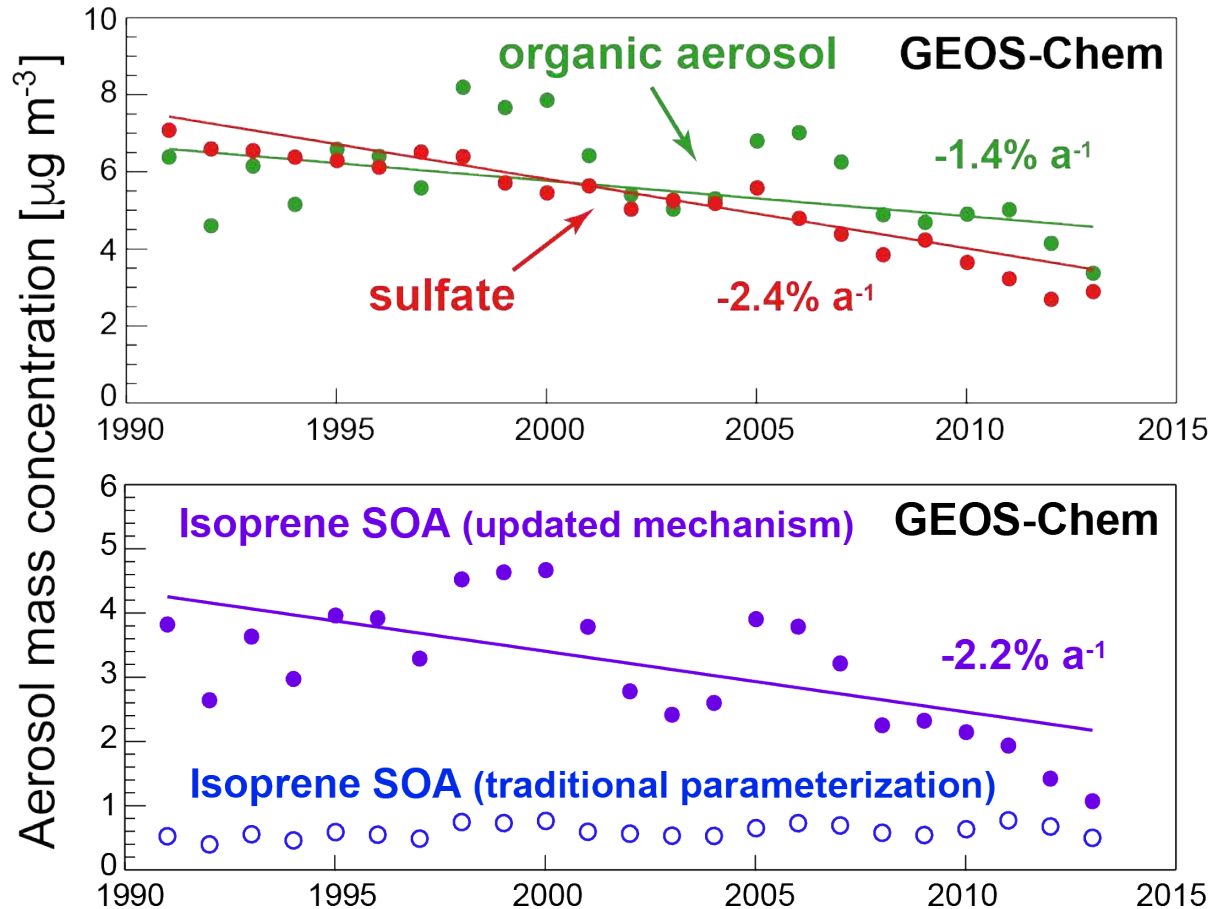 Aerosol mass concentration [μg m-3]
10
8
6
4
2
0
organic aerosol
GEOS-Chem
-1.4% a-1
sulfate
-2.4% a-1
1990 1995 2000 2005 2010 2015
6
5
4
3
2
1
0
Isoprene SOA (updated mechanism)
GEOS-Chem
-2.2% a-1
Isoprene SOA (traditional parameterization)
1990 1995 2000 2005 2010 2015